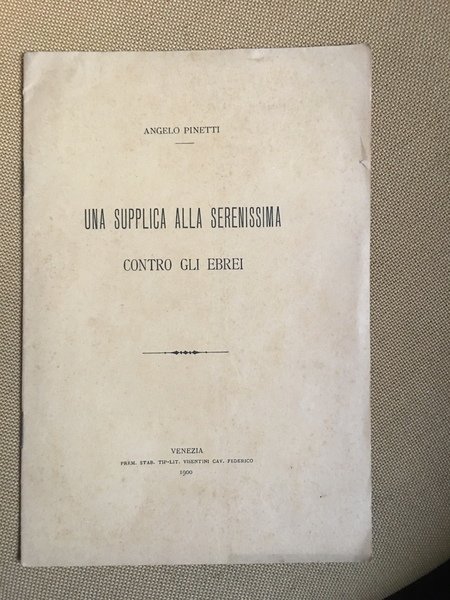 ANGELO PINETTI
UNA SUPPLICA ALLA SERENISSIMA
CONTRO GLI EBREI
VENEZIA
PREM. STAB. TIP-LIT. VISENTINI CAV. FEDERICO
1900